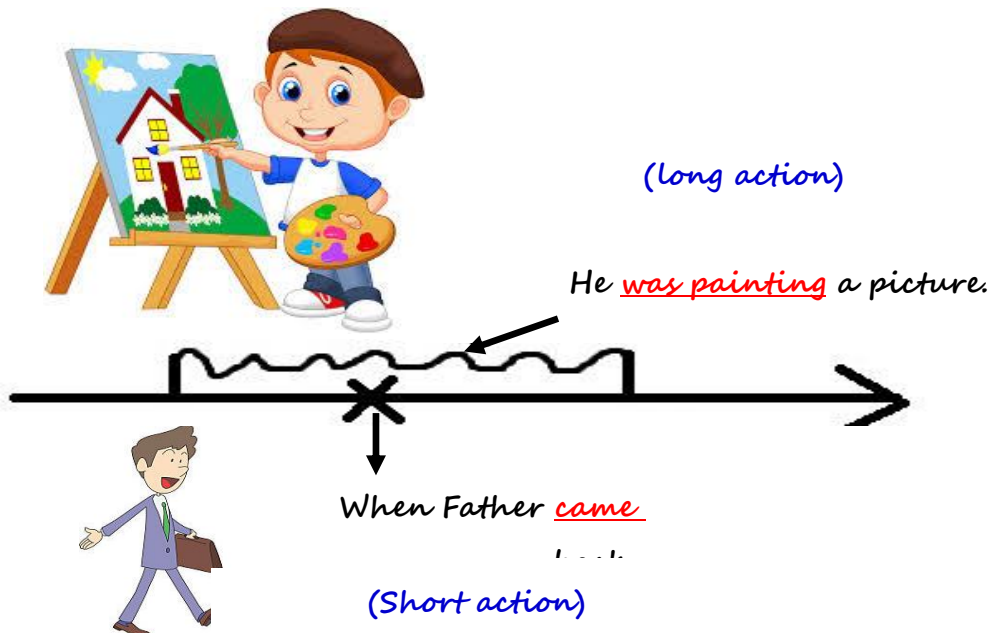 (long action)
He was painting a picture.
When Father came
(Short action)